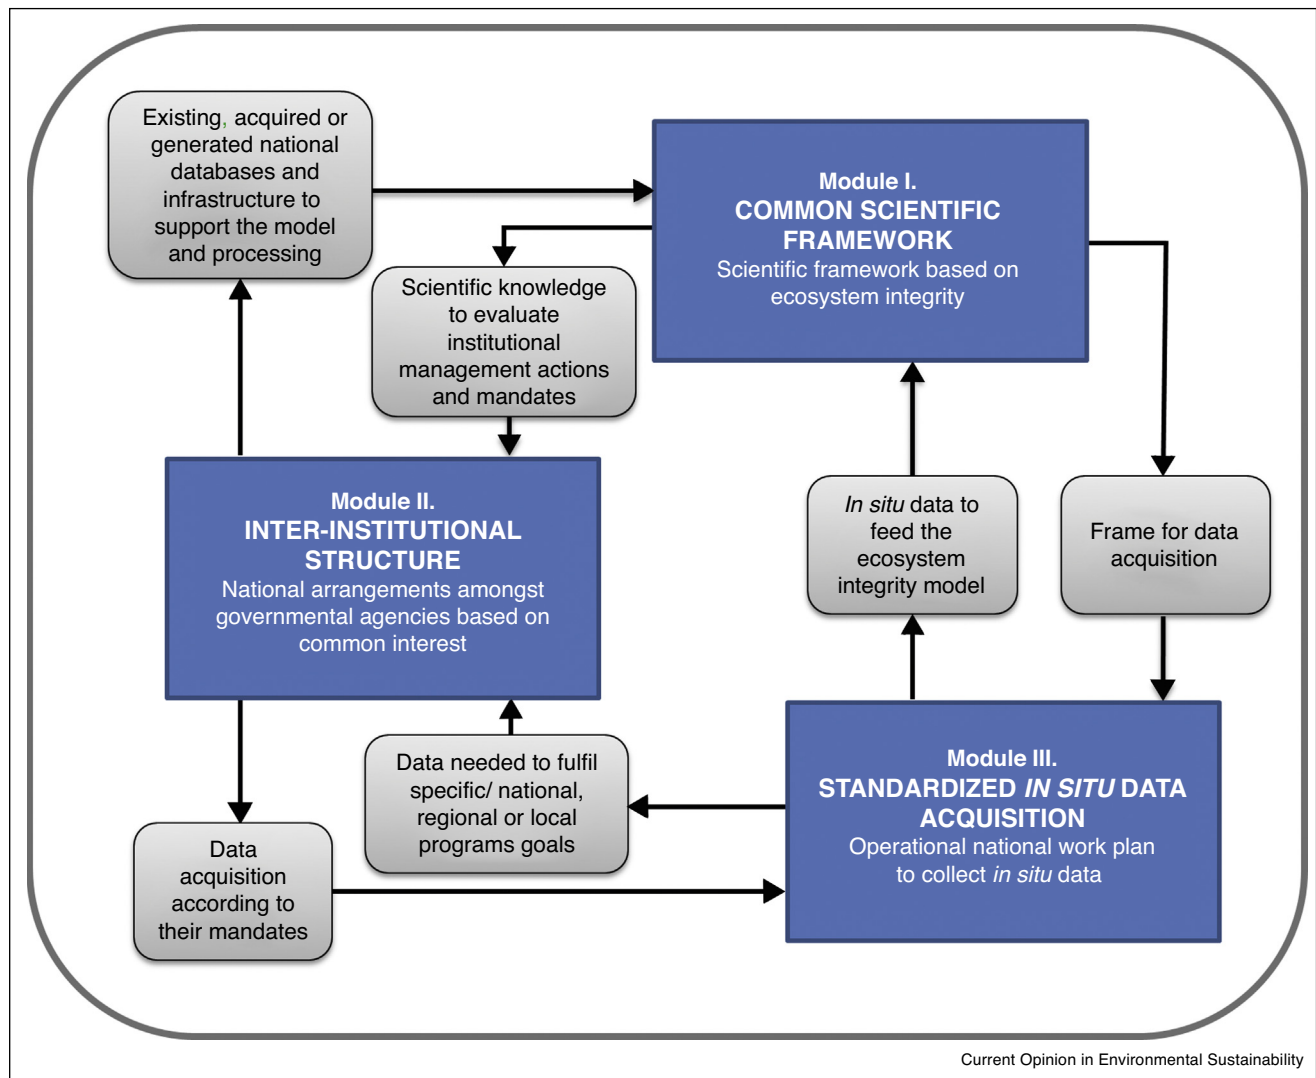 Existing, acquired or
generated national
databases and
infrastructure to
support the model
and processing
Module I.
COMMON SCIENTIFIC
FRAMEWORK
Scientific framework based on
ecosystem integrity
Scientific knowledge
to evaluate
institutional
management actions
and mandates
Module II.
INTER-INSTITUTIONAL
STRUCTURE
National arrangements amongst
governmental agencies based on
common interest
In situ data to
feed the
ecosystem
integrity model
Frame for data
acquisition
Data needed to fulfil
specific/ national,
regional or local
programs goals
Module III.
STANDARDIZED IN SITU DATA
ACQUISITION
Operational national work plan
to collect in situ data
Data
acquisition
according to
their mandates
Current Opinion in Environmental Sustainability